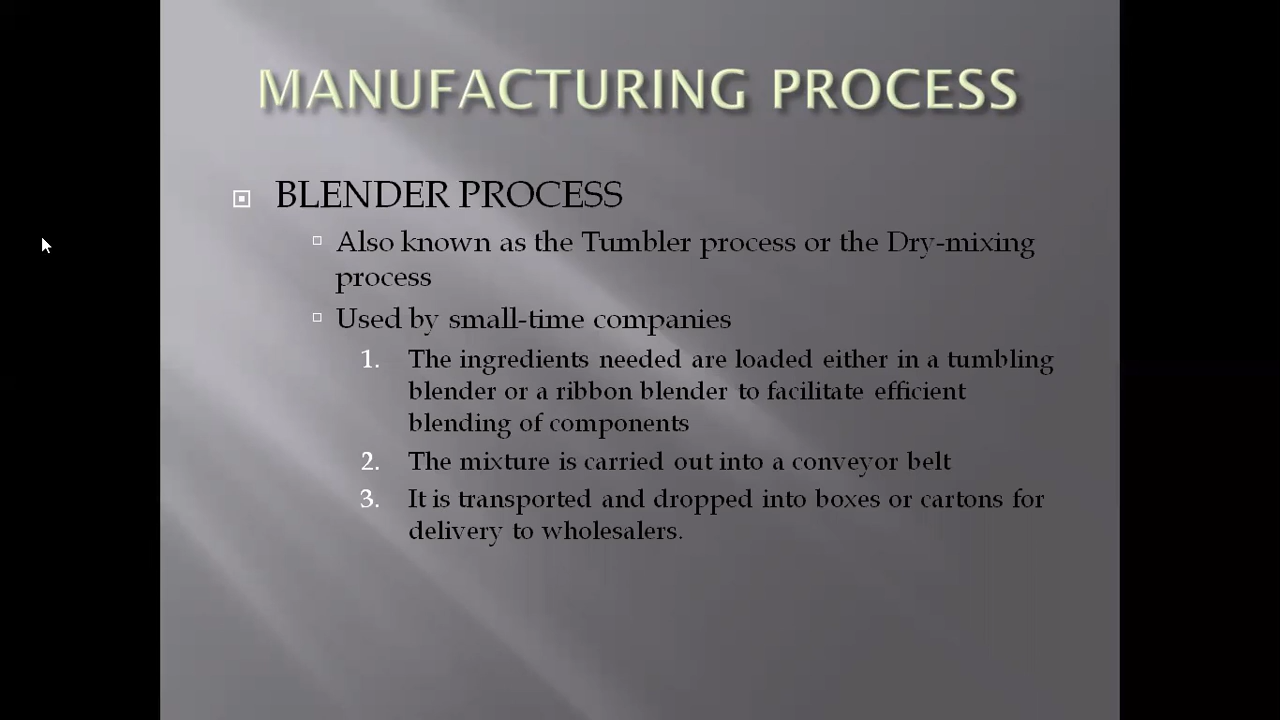 MANUFACTURING PROCESS
BLENDER PROCESS
Also known as the Tumbler process or the Dry-mixing
process
Used by small-time companies
1. The ingredients needed are loaded either in a tumbling
blender or a ribbon blender to facilitate efficient
blending of components
2. The mixture is carried out into a conveyor belt
3. It is transported and dropped into boxes or cartons for
delivery to wholesalers.